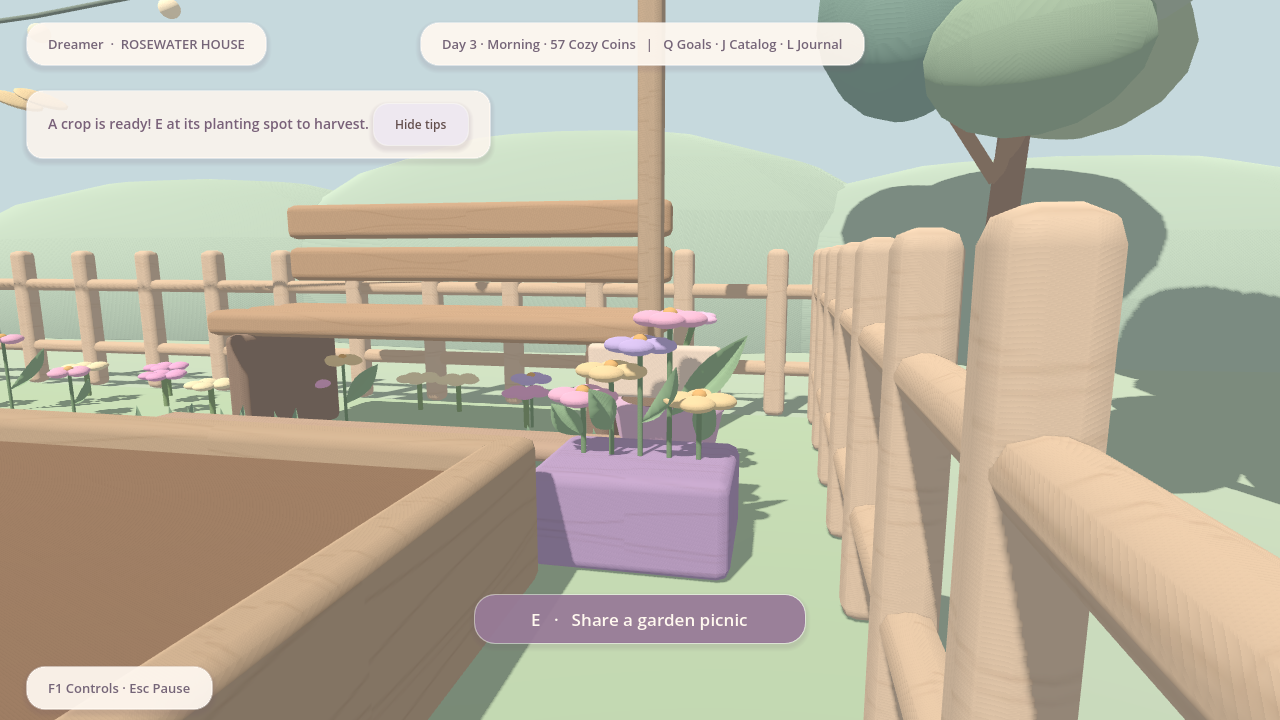 Dreamer · ROSEWATER HOUSE
Day 3 · Morning · 57 Cozy Coins | Q Goals · J Catalog · L Journal
A crop is ready! E at its planting spot to harvest. Hide tips
E · Share a garden picnic
F1 Controls · Esc Pause